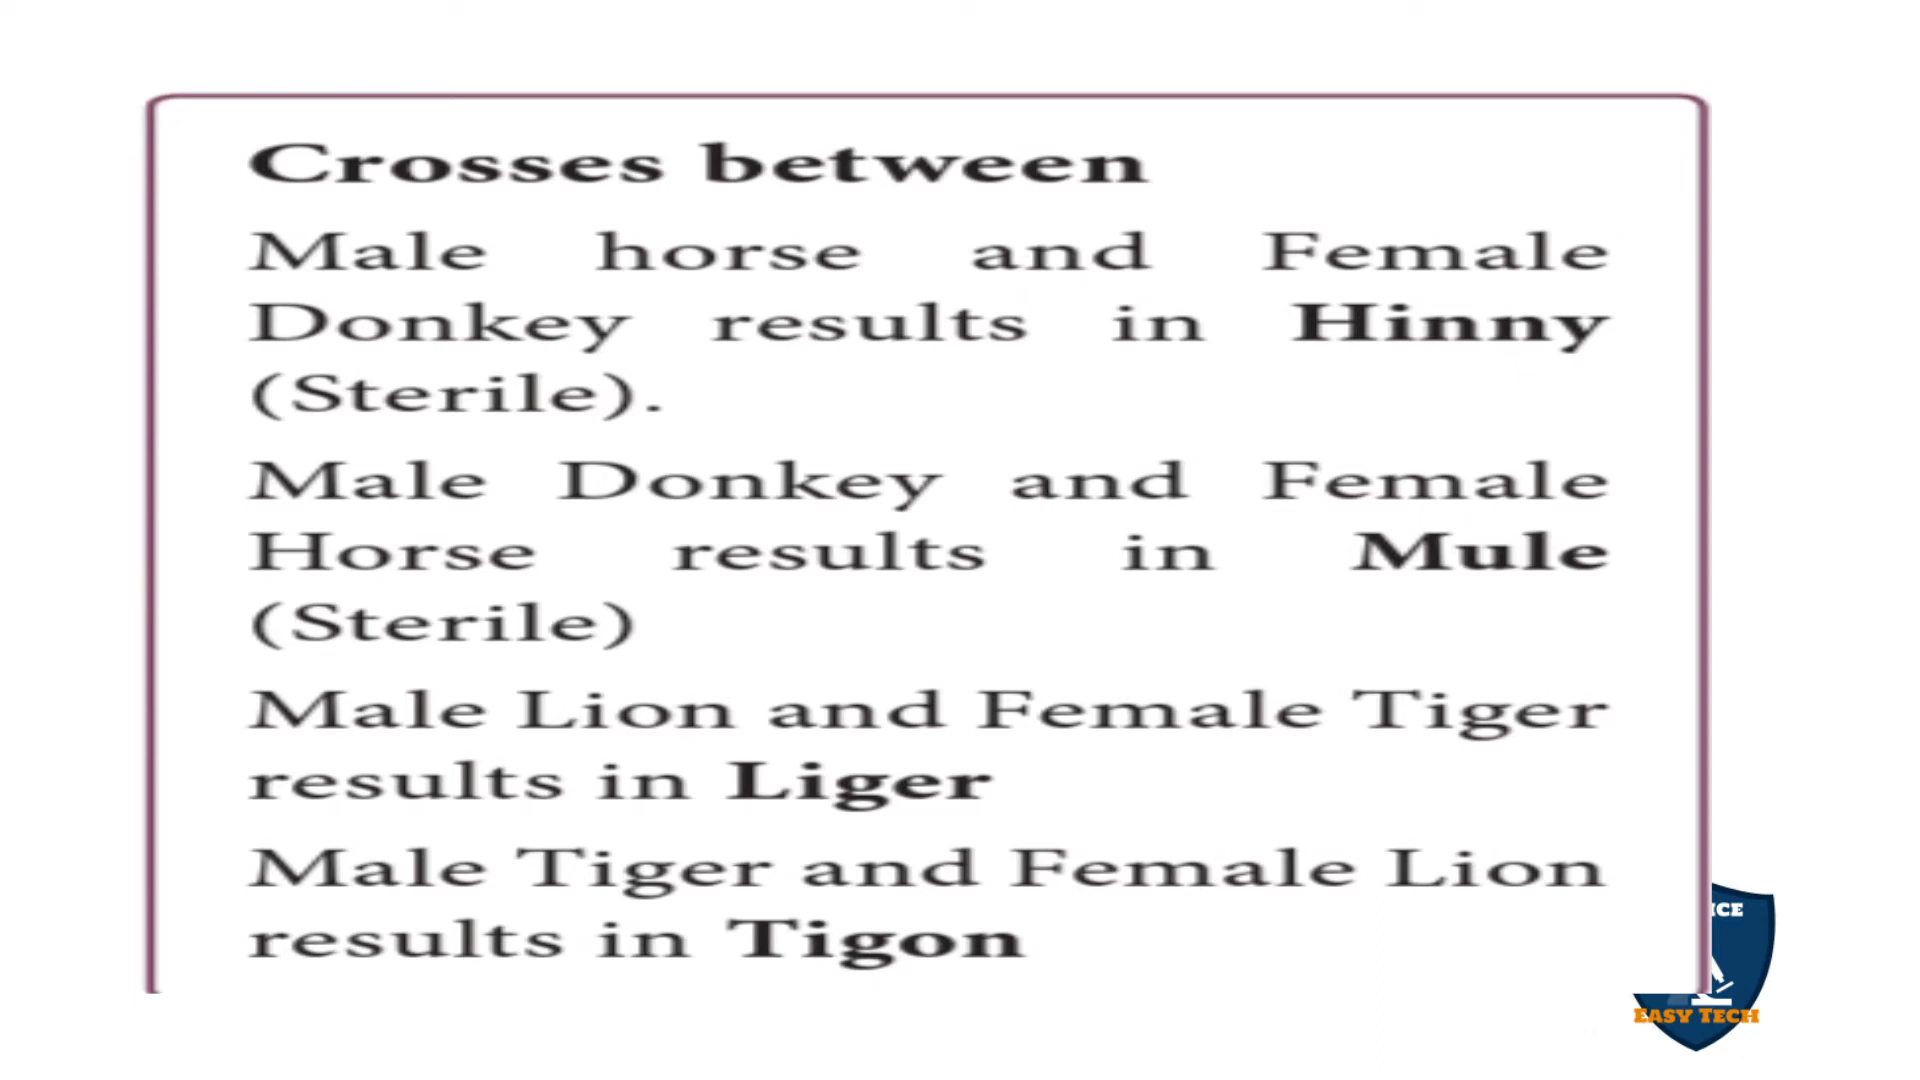 Crosses between
Male horse and Female
Donkey results in Hinny
(Sterile).
Male Donkey and Female
Horse results in Mule
(Sterile)
Male Lion and Female Tiger
results in Liger
Male Tiger and Female Lion
results in Tigon
EASY TECH